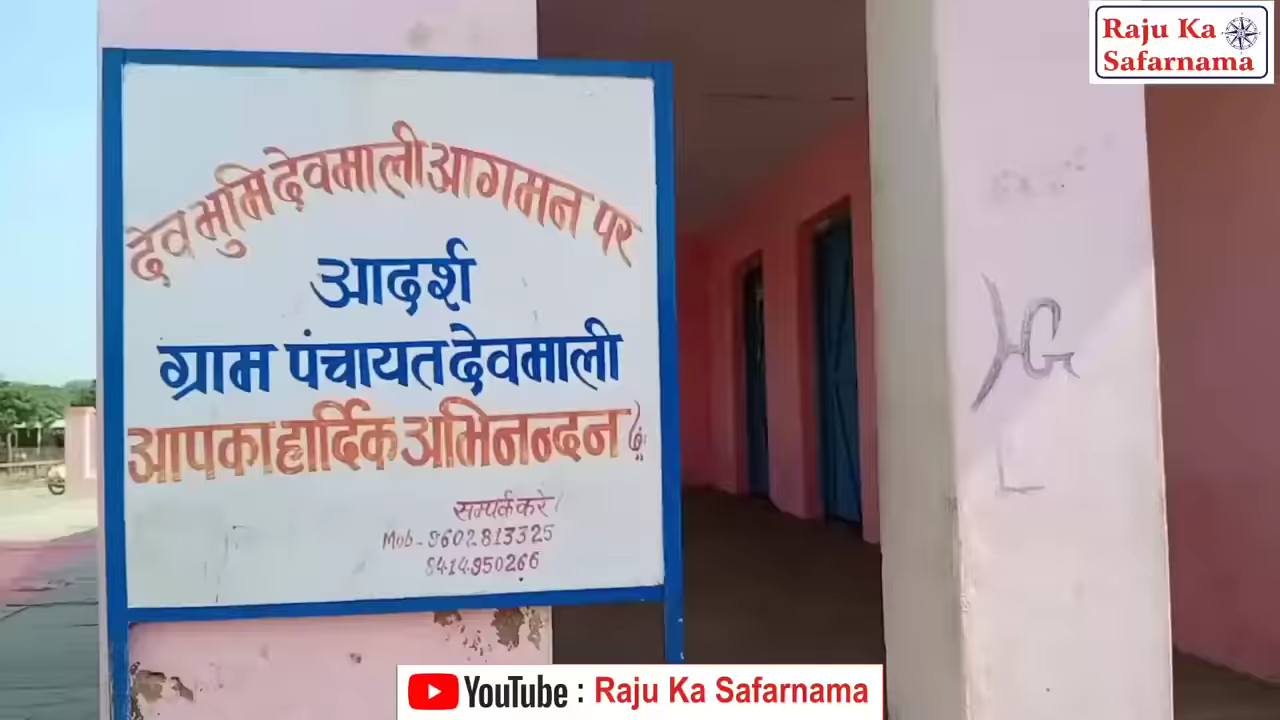 Raju Ka
Safarnama
देव भुमि देवमाली आगमन पर
आदर्श
ग्राम पंचायत देवमाली
आपका हार्दिक अभिनन्दन
सम्पर्क करे
Mob - 9602813325
9414950266
G
L
YouTube : Raju Ka Safarnama